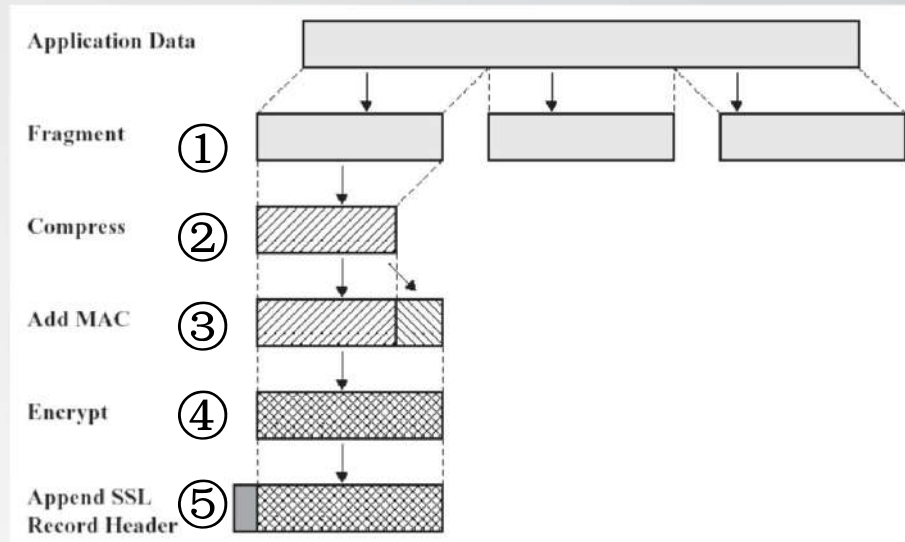 Application Data
Fragment ①
Compress ②
Add MAC ③
Encrypt ④
Append SSL ⑤
Record Header